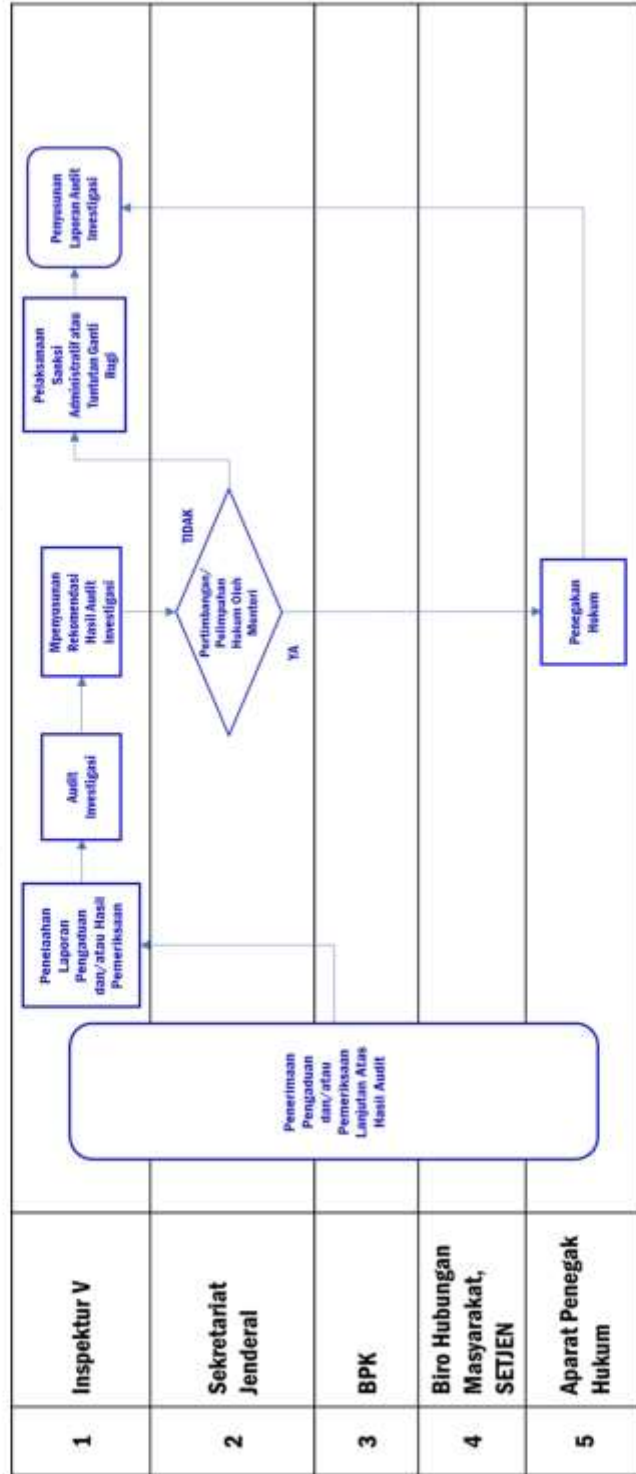 1
Inspektur V
2
Sekretariat
Jenderal
3
BPK
4
Biro Hubungan
Masyarakat,
SETJEN
5
Aparat Penegak
Hukum
Penerimaan
Pengaduan
dan/atau
Pemeriksaan
Lanjutan Atas
Hasil Audit
Penelaahan
Laporan
Pengaduan
dan/atau Hasil
Pemeriksaan
Audit
Investigasi
Mpenyusunan
Rekomendasi
Hasil Audit
Investigasi
Pertimbangan/
Pelimpahan
Hukum Oleh
Menteri
YA
TIDAK
Penegakan
Hukum
Pelaksanaan
Sanksi
Administratif atau
Tuntutan Ganti
Rugi
Penyusunan
Laporan Audit
Investigasi